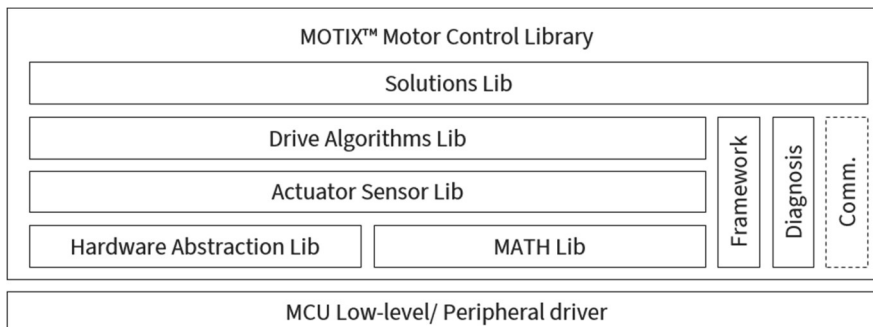 MOTIX™ Motor Control Library
Solutions Lib
Drive Algorithms Lib
Actuator Sensor Lib
Hardware Abstraction Lib
MATH Lib
Framework
Diagnosis
Comm.
MCU Low-level/ Peripheral driver